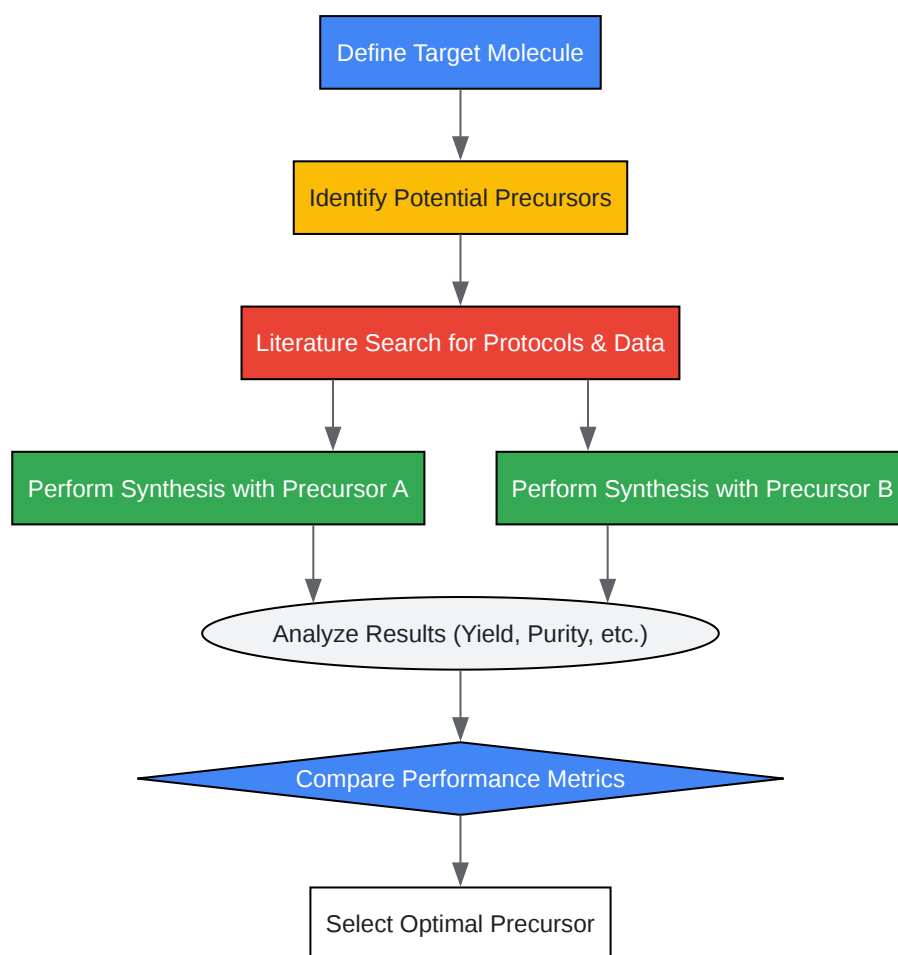 Define Target Molecule
Identify Potential Precursors
Literature Search for Protocols & Data
Perform Synthesis with Precursor A
Perform Synthesis with Precursor B
Analyze Results (Yield, Purity, etc.)
Compare Performance Metrics
Select Optimal Precursor